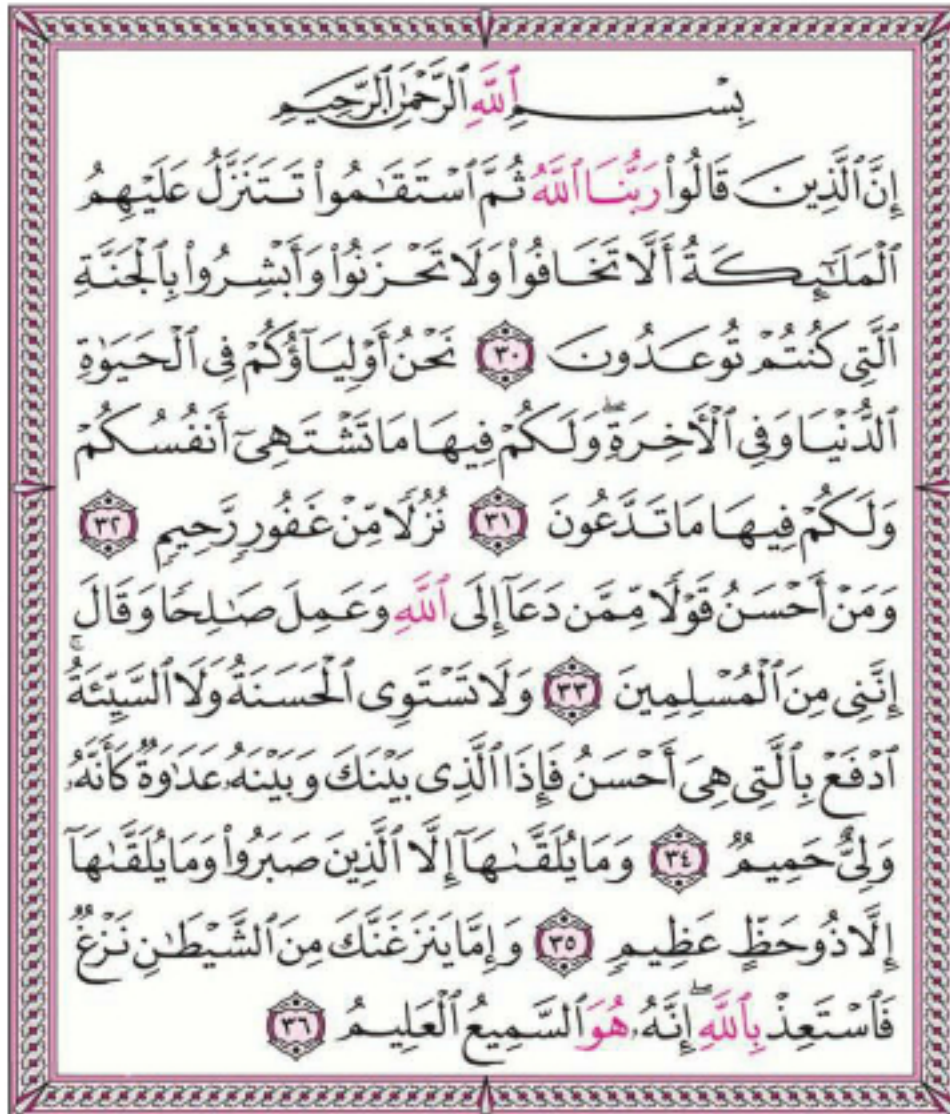 بِسْمِ ٱللَّهِ ٱلرَّحْمَٰنِ ٱلرَّحِيمِ
إِنَّ ٱلَّذِينَ قَالُوا۟ رَبُّنَا ٱللَّهُ ثُمَّ ٱسْتَقَٰمُوا۟ تَتَنَزَّلُ عَلَيْهِمُ
ٱلْمَلَٰٓئِكَةُ أَلَّا تَخَافُوا۟ وَلَا تَحْزَنُوا۟ وَأَبْشِرُوا۟ بِٱلْجَنَّةِ
ٱلَّتِى كُنتُمْ تُوعَدُونَ ٣٠ نَحْنُ أَوْلِيَآؤُكُمْ فِى ٱلْحَيَوٰةِ
ٱلدُّنْيَا وَفِى ٱلْءَاخِرَةِ ۖ وَلَكُمْ فِيهَا مَا تَشْتَهِىٓ أَنفُسُكُمْ
وَلَكُمْ فِيهَا مَا تَدَّعُونَ ٣١ نُزُلًا مِّنْ غَفُورٍ رَّحِيمٍ ٣٢
وَمَنْ أَحْسَنُ قَوْلًا مِّمَّن دَعَآ إِلَى ٱللَّهِ وَعَمِلَ صَٰلِحًا وَقَالَ
إِنَّنِى مِنَ ٱلْمُسْلِمِينَ ٣٣ وَلَا تَسْتَوِى ٱلْحَسَنَةُ وَلَا ٱلسَّيِّئَةُ ۚ
ٱدْفَعْ بِٱلَّتِى هِىَ أَحْسَنُ فَإِذَا ٱلَّذِى بَيْنَكَ وَبَيْنَهُۥ عَدَٰوَةٌ كَأَنَّهُۥ
وَلِىٌّ حَمِيمٌ ٣٤ وَمَا يُلَقَّىٰهَآ إِلَّا ٱلَّذِينَ صَبَرُوا۟ وَمَا يُلَقَّىٰهَآ
إِلَّا ذُو حَظٍّ عَظِيمٍ ٣٥ وَإِمَّا يَنزَغَنَّكَ مِنَ ٱلشَّيْطَٰنِ نَزْغٌ
فَٱسْتَعِذْ بِٱللَّهِ ۖ إِنَّهُۥ هُوَ ٱلسَّمِيعُ ٱلْعَلِيمُ ٣٦